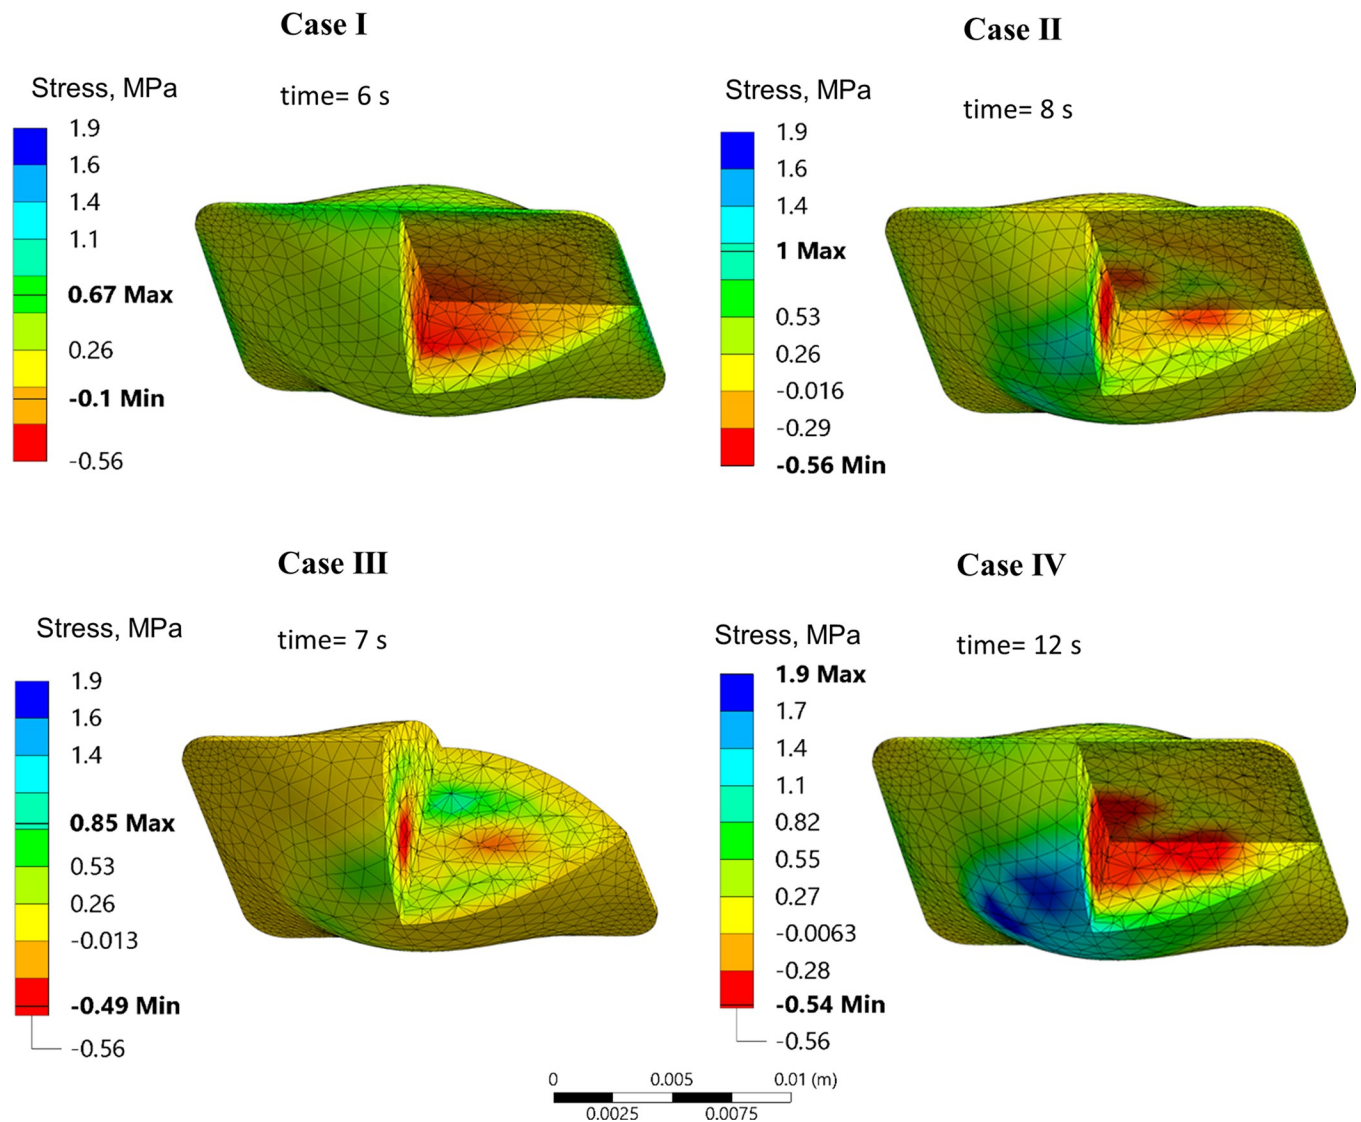 Case I
time= 6 s
Stress, MPa
1.9
1.6
1.4
1.1
0.67 Max
0.26
-0.1 Min
-0.56
Case II
time= 8 s
Stress, MPa
1.9
1.6
1.4
1 Max
0.53
0.26
-0.016
-0.29
-0.56 Min
Case III
time= 7 s
Stress, MPa
1.9
1.6
1.4
0.85 Max
0.53
0.26
-0.013
-0.49 Min
-0.56
Case IV
time= 12 s
Stress, MPa
1.9 Max
1.7
1.4
1.1
0.82
0.55
0.27
-0.0063
-0.28
-0.54 Min
-0.56
0 0.005 0.01 (m)
0.0025 0.0075